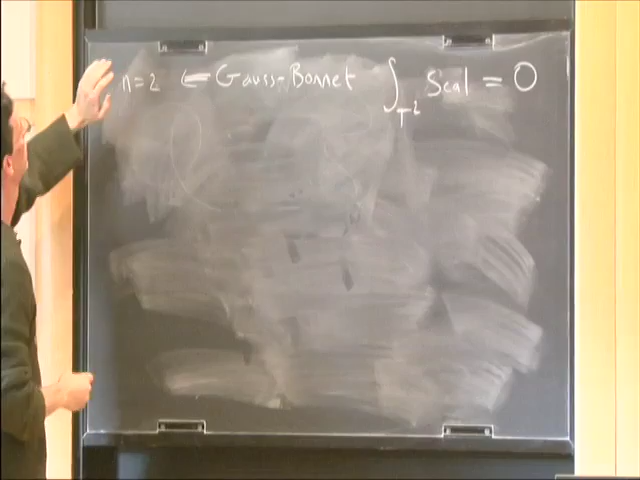 n=2 ⇐ Gauss-Bonnet ∫_{T²} Scal = 0